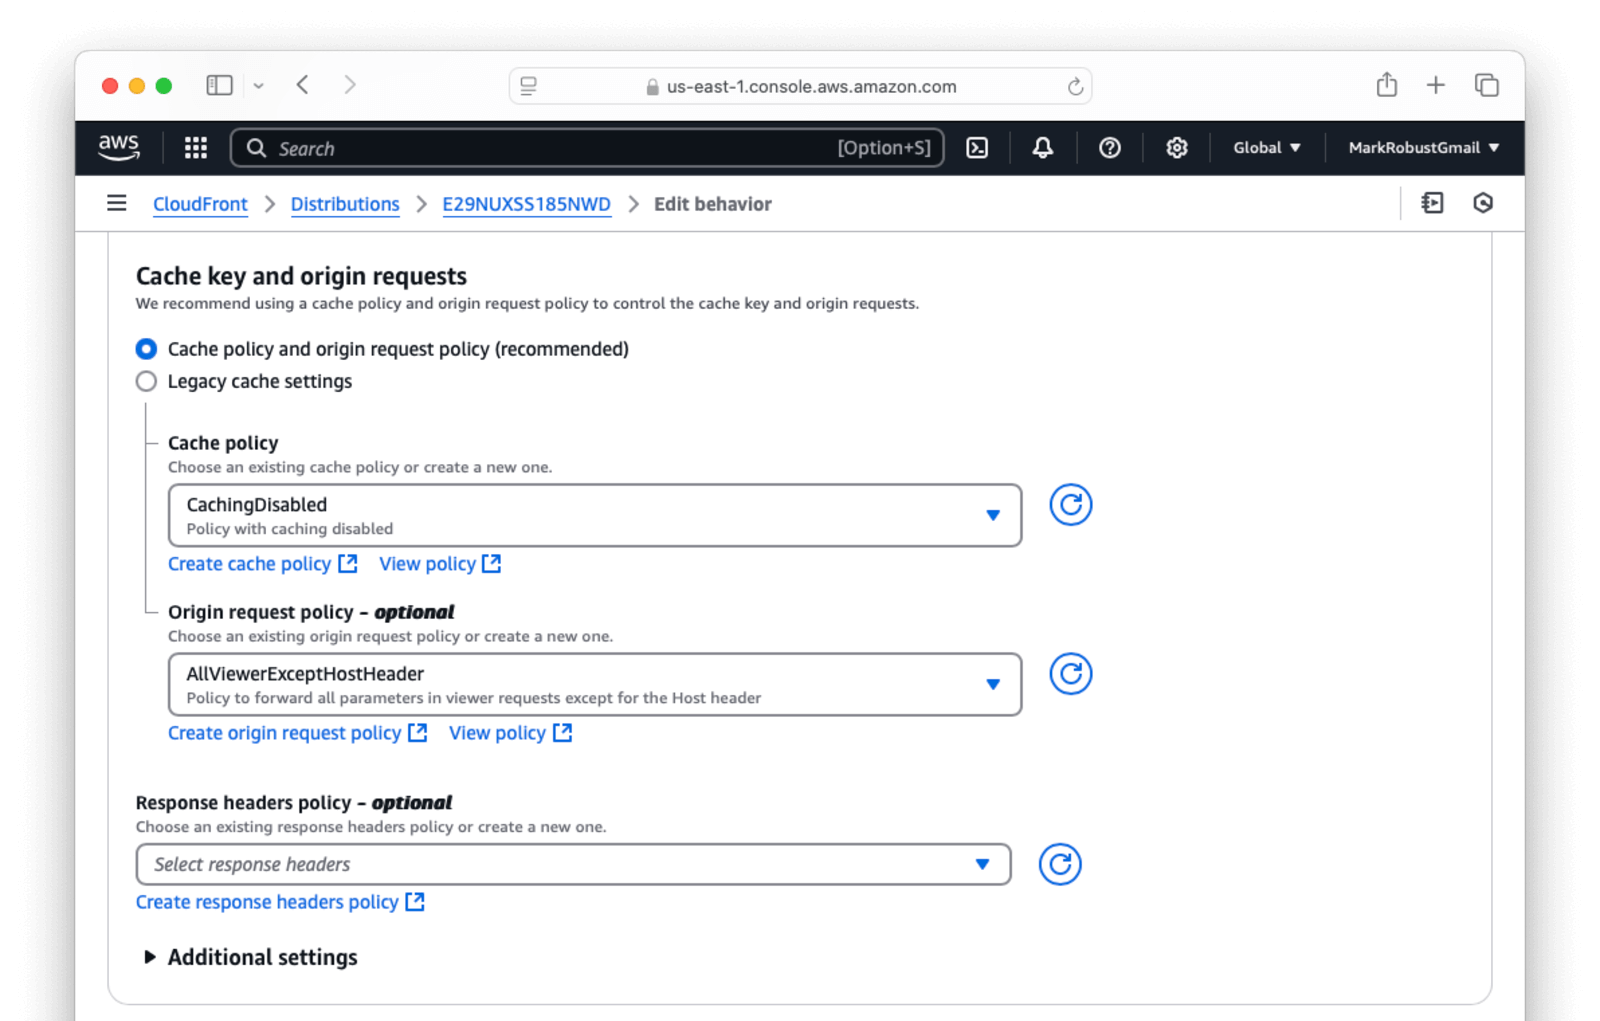 us-east-1.console.aws.amazon.com
aws
Search
[Option+S]
Global
MarkRobustGmail
CloudFront
Distributions
E29NUXSS185NWD
Edit behavior
Cache key and origin requests
We recommend using a cache policy and origin request policy to control the cache key and origin requests.
Cache policy and origin request policy (recommended)
Legacy cache settings
Cache policy
Choose an existing cache policy or create a new one.
CachingDisabled
Policy with caching disabled
Create cache policy
View policy
Origin request policy – optional
Choose an existing origin request policy or create a new one.
AllViewerExceptHostHeader
Policy to forward all parameters in viewer requests except for the Host header
Create origin request policy
View policy
Response headers policy – optional
Choose an existing response headers policy or create a new one.
Select response headers
Create response headers policy
Additional settings